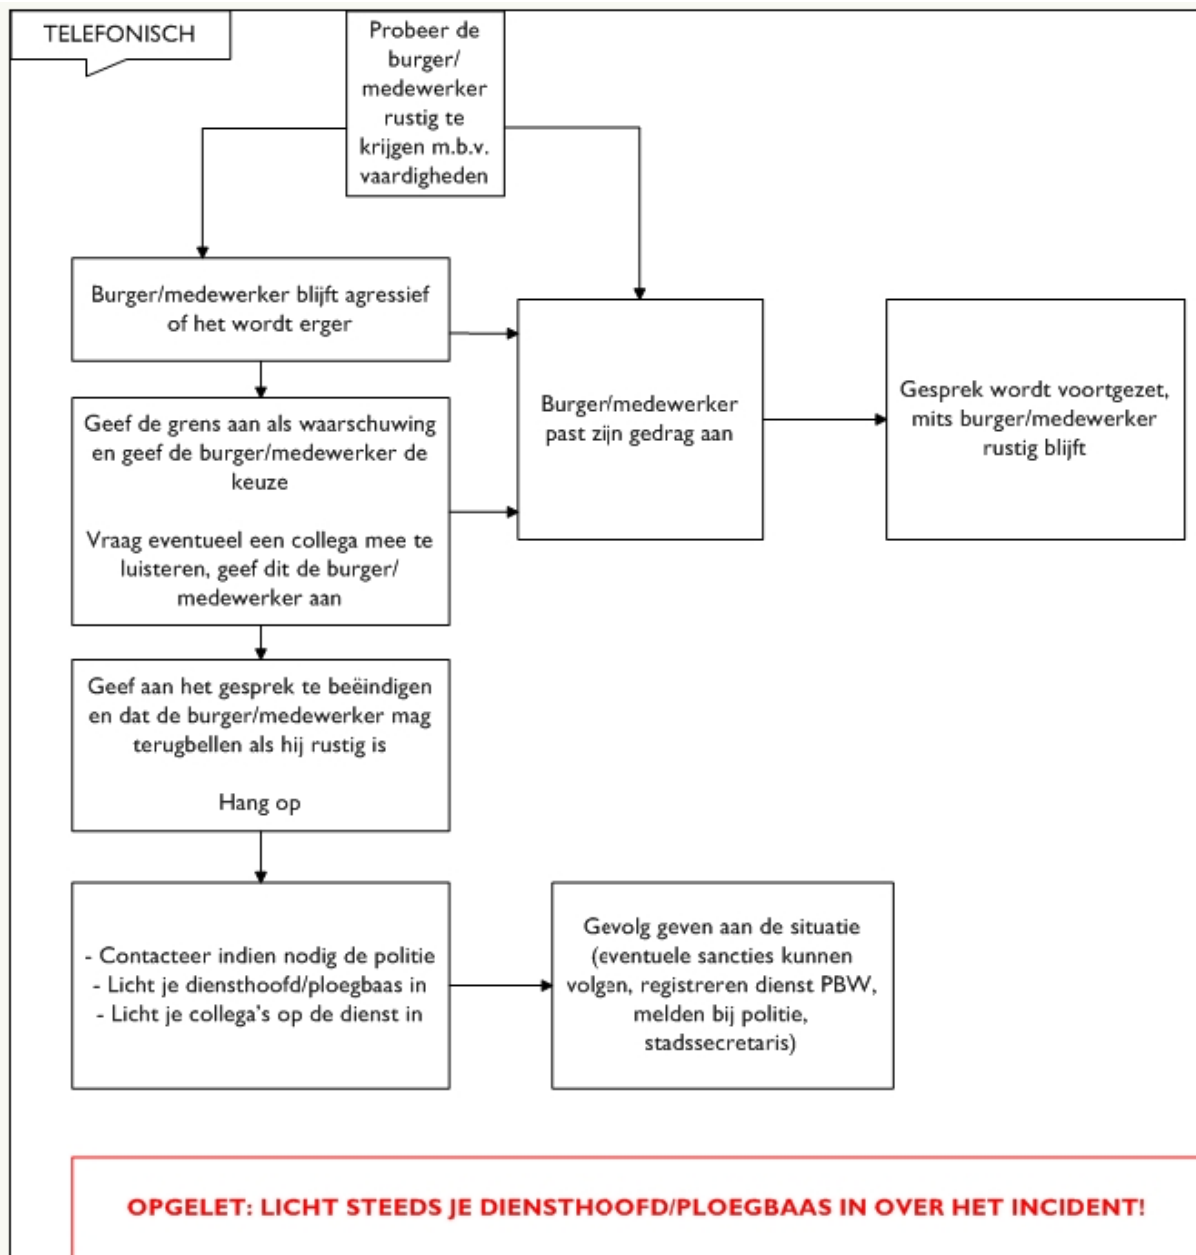 TELEFONISCH
Probeer de
burger/
medewerker
rustig te
krijgen m.b.v.
vaardigheden
Burger/medewerker blijft agressief
of het wordt erger
Geef de grens aan als waarschuwing
en geef de burger/medewerker de
keuze
Vraag eventueel een collega mee te
luisteren, geef dit de burger/
medewerker aan
Burger/medewerker
past zijn gedrag aan
Gesprek wordt voortgezet,
mits burger/medewerker
rustig blijft
Geef aan het gesprek te beëindigen
en dat de burger/medewerker mag
terugbellen als hij rustig is
Hang op
- Contacteer indien nodig de politie
- Licht je diensthoofd/ploegbaas in
- Licht je collega's op de dienst in
Gevolg geven aan de situatie
(eventuele sancties kunnen
volgen, registreren dienst PBW,
melden bij politie,
stadssecretaris)
OPGELET: LICHT STEEDS JE DIENSTHOOFD/PLOEGBAAS IN OVER HET INCIDENT!